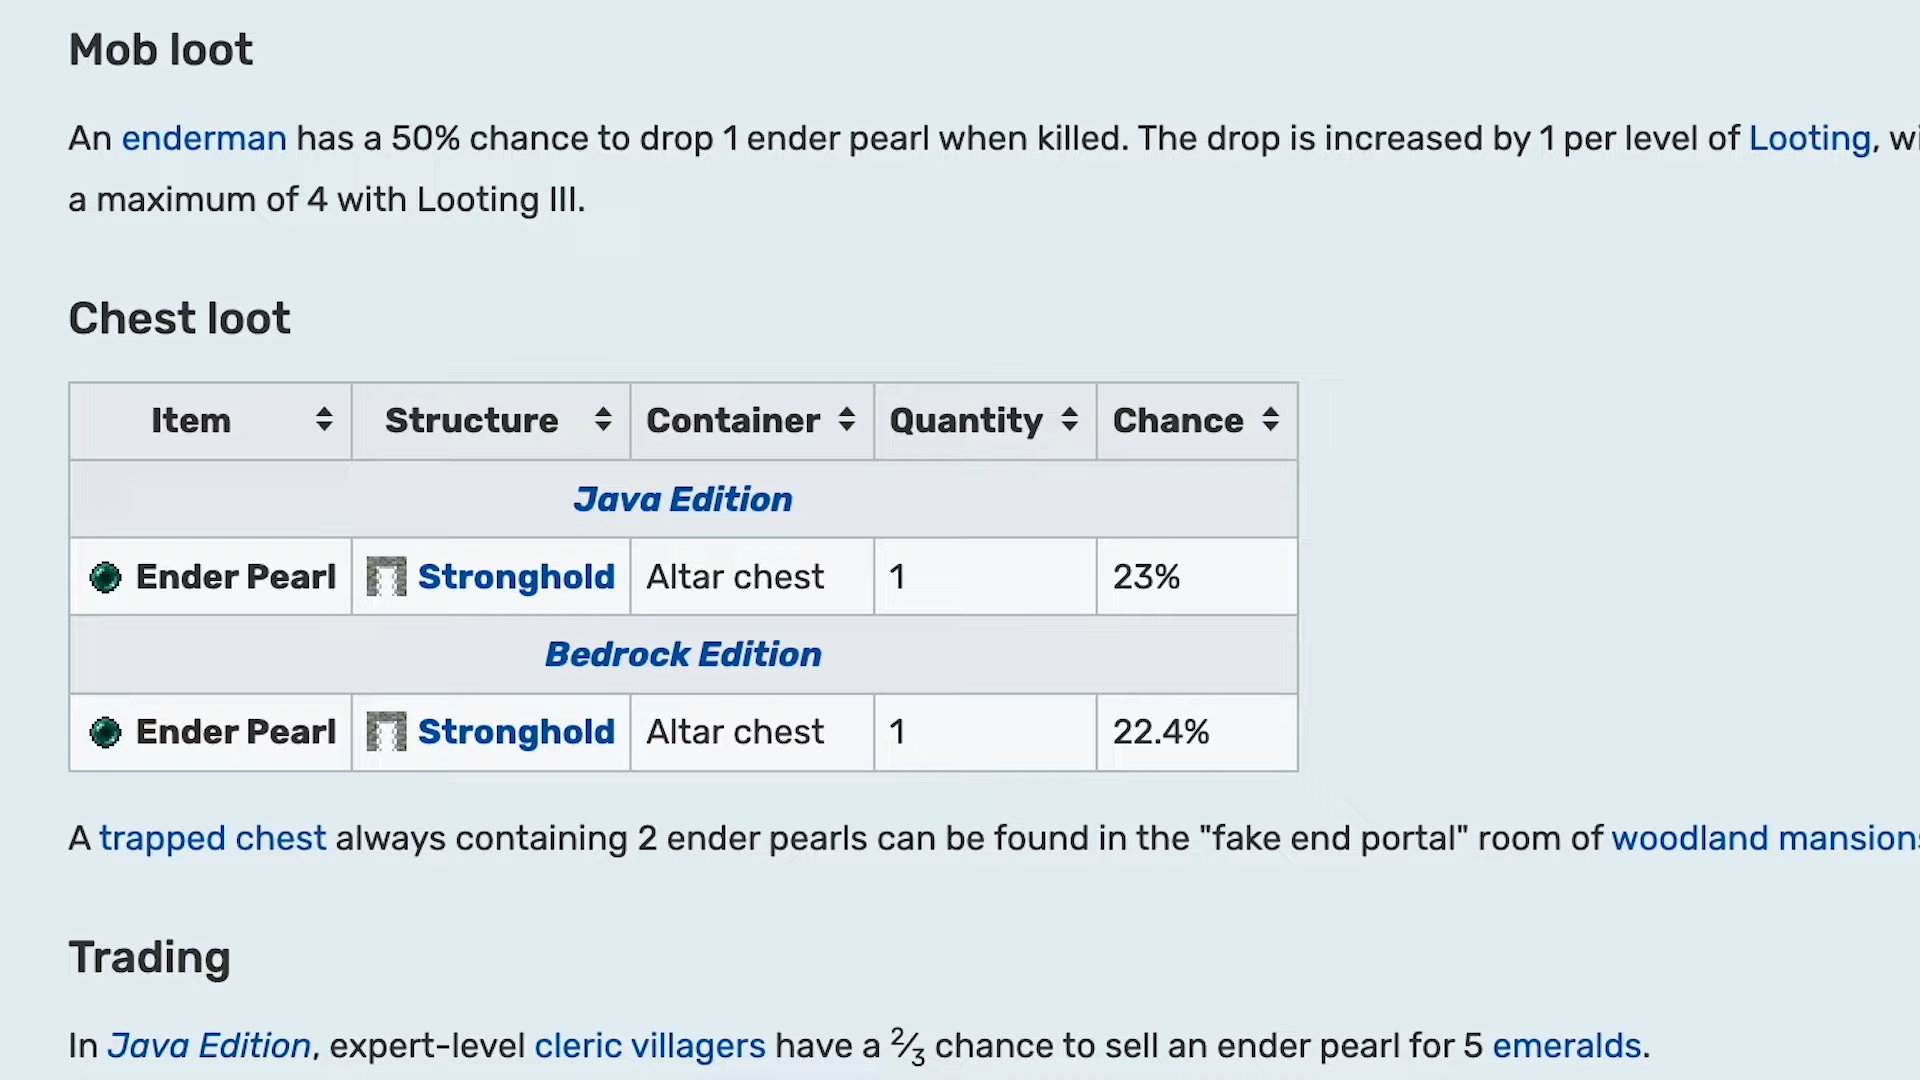 Mob loot
An enderman has a 50% chance to drop 1 ender pearl when killed. The drop is increased by 1 per level of Looting, wi
a maximum of 4 with Looting III.
Chest loot
Item Structure Container Quantity Chance
Java Edition
Ender Pearl Stronghold Altar chest 1 23%
Bedrock Edition
Ender Pearl Stronghold Altar chest 1 22.4%
A trapped chest always containing 2 ender pearls can be found in the "fake end portal" room of woodland mansions
Trading
In Java Edition, expert-level cleric villagers have a 2⁄3 chance to sell an ender pearl for 5 emeralds.